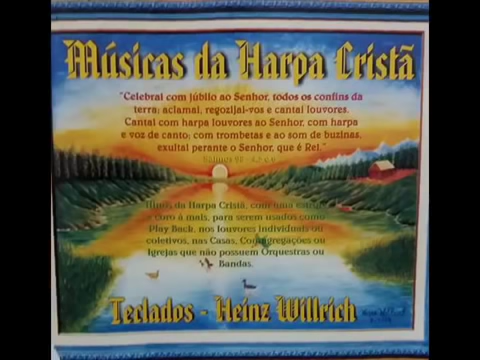 Músicas da Harpa Cristã
"Celebrai com júbilo ao Senhor, todos os confins da
terra; aclamai, regozijai-vos e cantai louvores.
Cantai com harpa louvores ao Senhor, com harpa
e voz de canto; com trombetas e ao som de buzinas,
exultai perante o Senhor, que é Rei."
Hinos da Harpa Cristã, com uma estrofe
e coro à mais, para serem usados como
Play Back, nos louvores individuais ou
coletivos, nas Casas, Congregações ou
Igrejas que não possuem Orquestras ou
Bandas.
Teclados - Heinz Willrich